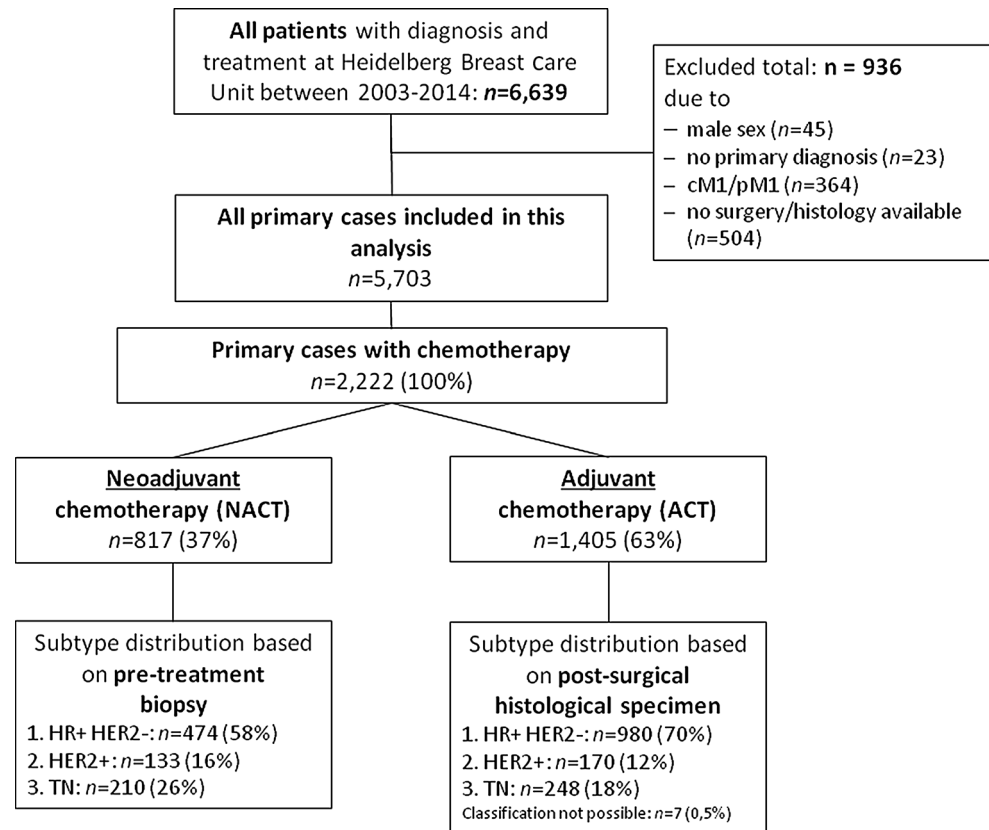 All patients with diagnosis and
treatment at Heidelberg Breast care
Unit between 2003-2014: n=6,639
Excluded total: n = 936
due to
– male sex (n=45)
– no primary diagnosis (n=23)
– cM1/pM1 (n=364)
– no surgery/histology available
(n=504)
All primary cases included in this
analysis
n=5,703
Primary cases with chemotherapy
n=2,222 (100%)
Neoadjuvant
chemotherapy (NACT)
n=817 (37%)
Adjuvant
chemotherapy (ACT)
n=1,405 (63%)
Subtype distribution based
on pre-treatment
biopsy
1. HR+ HER2-: n=474 (58%)
2. HER2+: n=133 (16%)
3. TN: n=210 (26%)
Subtype distribution based
on post-surgical
histological specimen
1. HR+ HER2-: n=980 (70%)
2. HER2+: n=170 (12%)
3. TN: n=248 (18%)
Classification not possible: n=7 (0,5%)